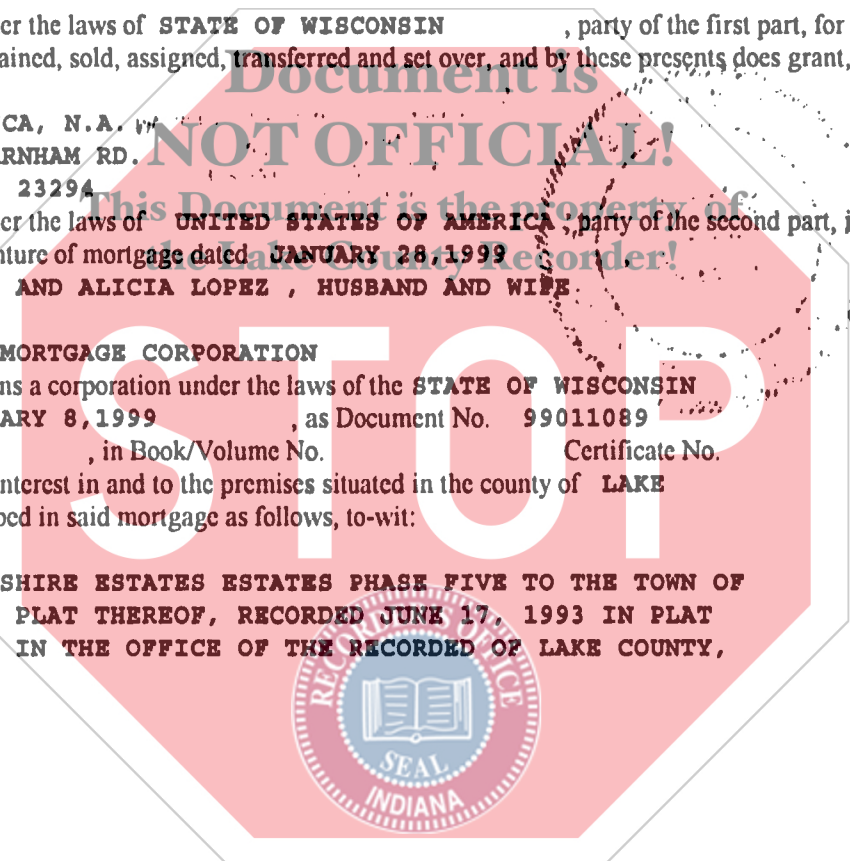 er the laws of STATE OF WISCONSIN , party of the first part, for
ained, sold, assigned, transferred and set over, and by these presents does grant,
Document is
CA, N.A.
NOT OFFICIAL!
RNHAM RD.
23294
This Document is the property of
er the laws of UNITED STATES OF AMERICA , party of the second part, j
nture of mortgage dated JANUARY 28,1999 ,
the Lake County Recorder!
AND ALICIA LOPEZ , HUSBAND AND WIFE
MORTGAGE CORPORATION
ns a corporation under the laws of the STATE OF WISCONSIN
ARY 8,1999 , as Document No. 99011089
, in Book/Volume No. Certificate No.
nterest in and to the premises situated in the county of LAKE
bed in said mortgage as follows, to-wit:
STOP
SHIRE ESTATES ESTATES PHASE FIVE TO THE TOWN OF
PLAT THEREOF, RECORDED JUNE 17, 1993 IN PLAT
IN THE OFFICE OF THE RECORDED OF LAKE COUNTY,
RECORDER'S OFFICE
SEAL
INDIANA